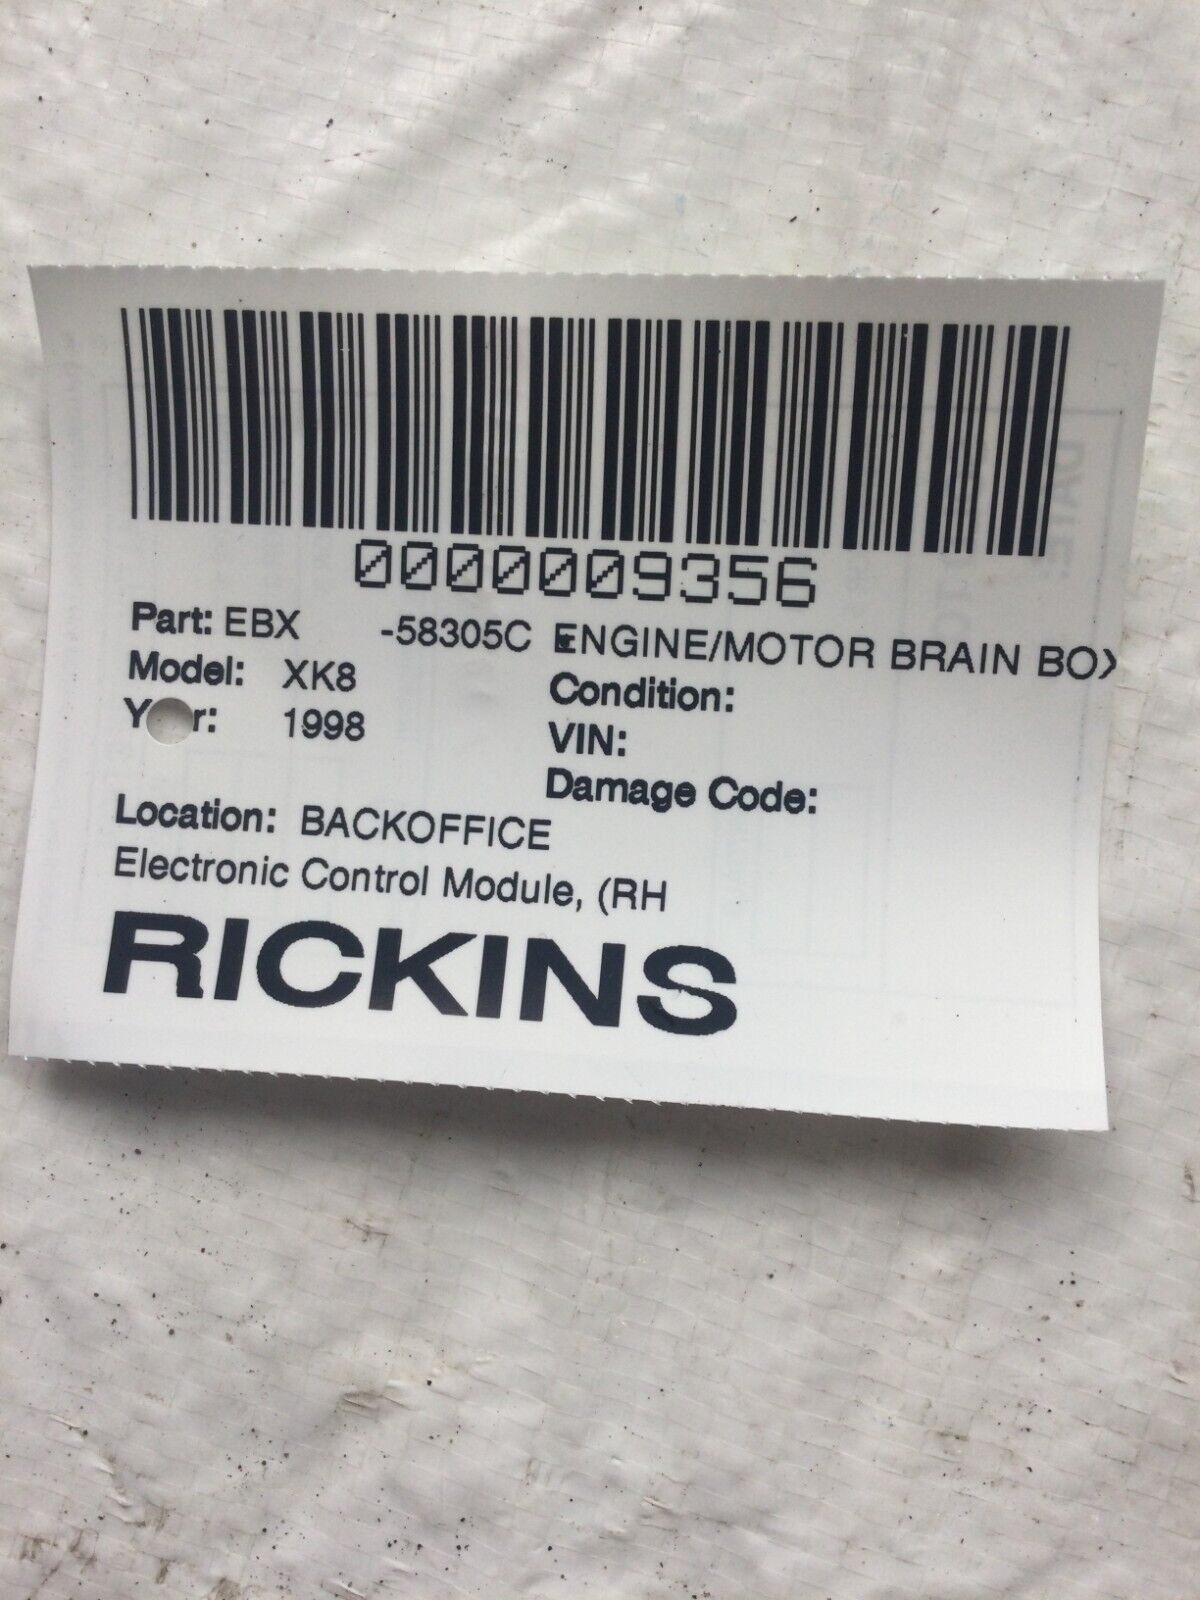 0000009356
Part: EBX -58305C ENGINE/MOTOR BRAIN BOX
Model: XK8
Condition:
Year: 1998
VIN:
Damage Code:
Location: BACKOFFICE
Electronic Control Module, (RH
RICKINS